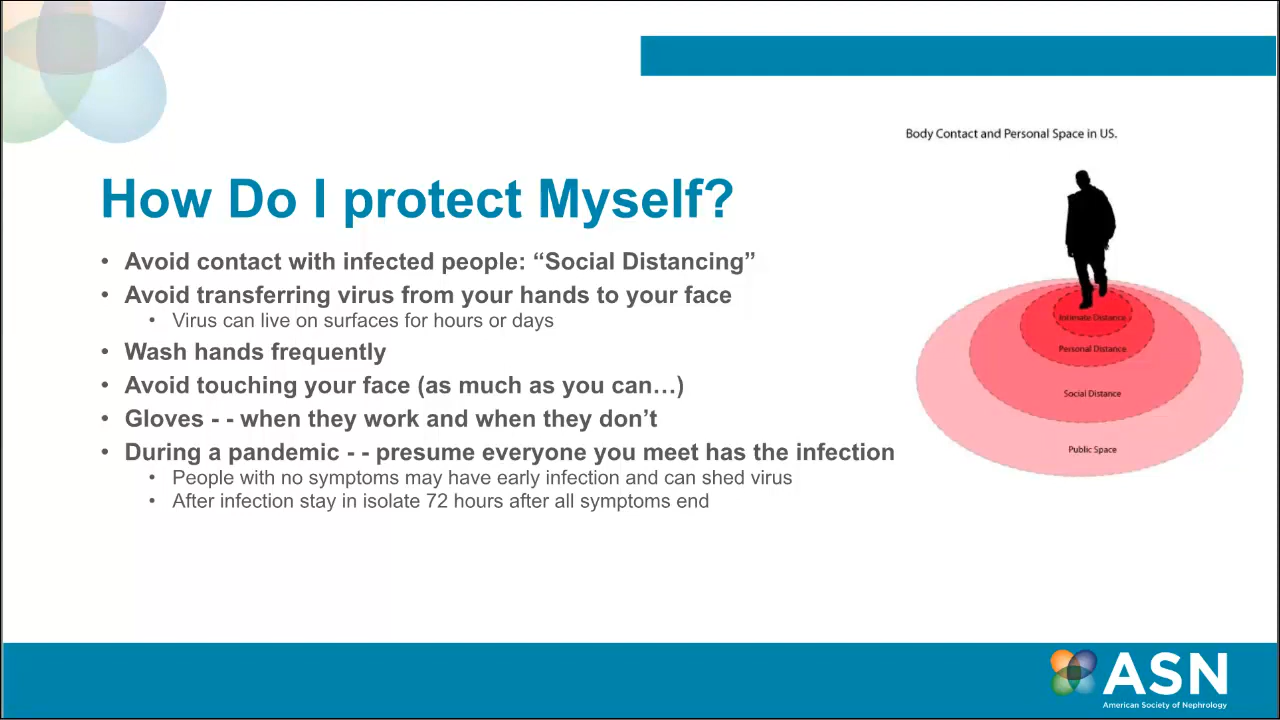 Body Contact and Personal Space in US.
How Do I protect Myself?
• Avoid contact with infected people: “Social Distancing”
• Avoid transferring virus from your hands to your face
• Virus can live on surfaces for hours or days
• Wash hands frequently
• Avoid touching your face (as much as you can…)
• Gloves - - when they work and when they don’t
• During a pandemic - - presume everyone you meet has the infection
• People with no symptoms may have early infection and can shed virus
• After infection stay in isolate 72 hours after all symptoms end
Intimate Distance
Personal Distance
Social Distance
Public Space
ASN
American Society of Nephrology